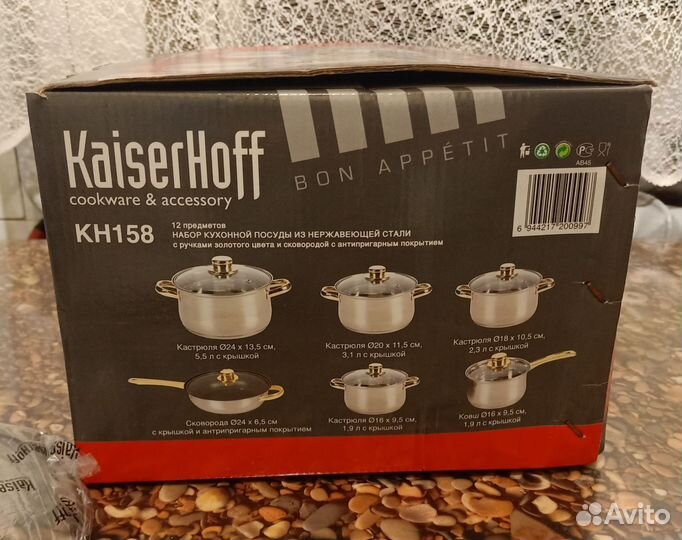 KaiserHoff
cookware & accessory
BON APPÉTIT
AB45
6 944217 200997
KH158
12 предметов
НАБОР КУХОННОЙ ПОСУДЫ ИЗ НЕРЖАВЕЮЩЕЙ СТАЛИ
с ручками золотого цвета и сковородой с антипригарным покрытием
Кастрюля Ø24 x 13,5 см,
5,5 л с крышкой
Кастрюля Ø20 x 11,5 см,
3,1 л с крышкой
Кастрюля Ø18 x 10,5 см,
2,3 л с крышкой
Сковорода Ø24 x 6,5 см
с крышкой и антипригарным покрытием
Кастрюля Ø16 x 9,5 см,
1,9 л с крышкой
Ковш Ø16 x 9,5 см,
1,9 л с крышкой
Avito